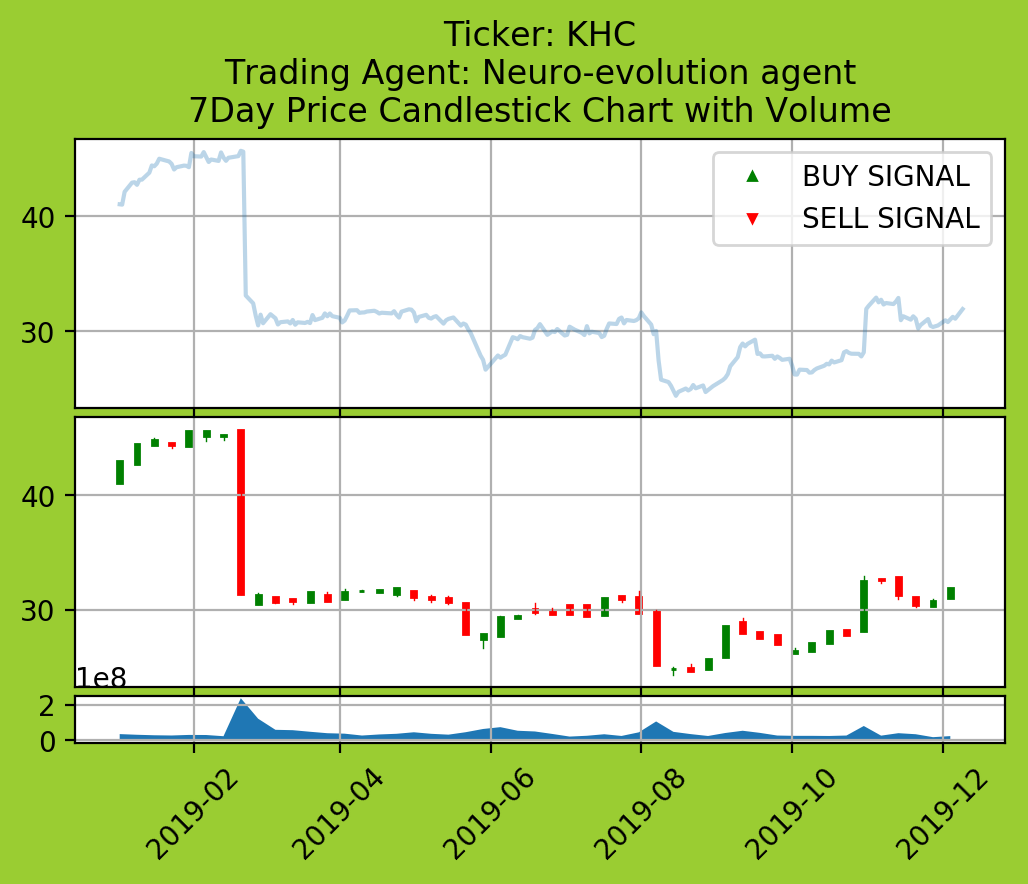 Ticker: KHC
Trading Agent: Neuro-evolution agent
7Day Price Candlestick Chart with Volume
BUY SIGNAL
SELL SIGNAL
40
30
40
30
1e8
2
0
2019-02
2019-04
2019-06
2019-08
2019-10
2019-12